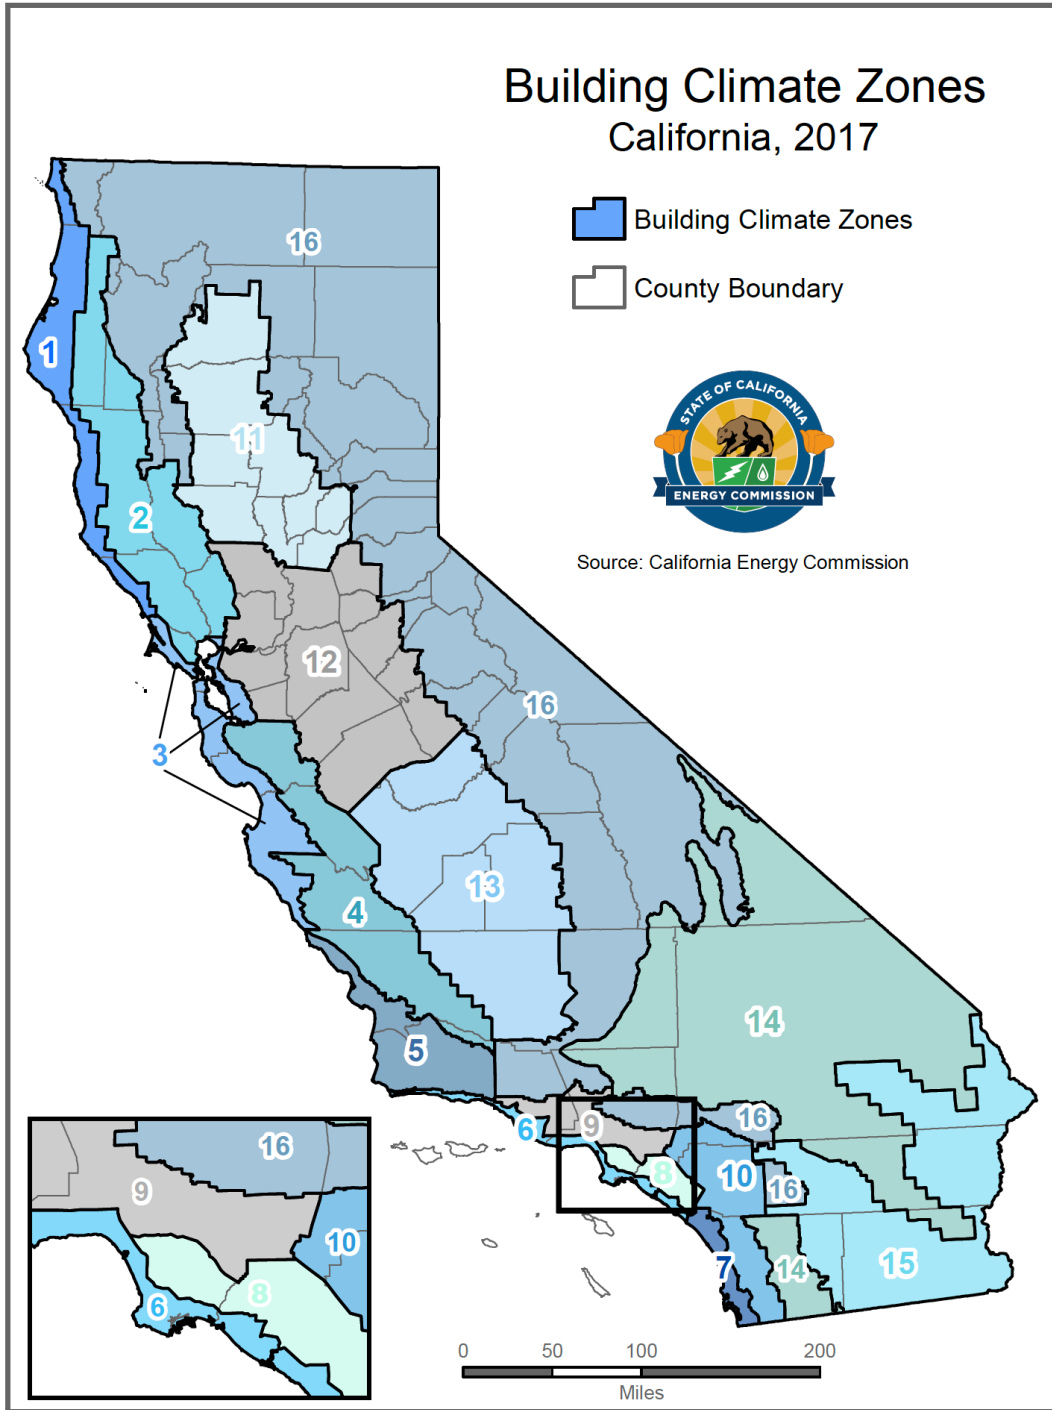 Building Climate Zones
California, 2017
Building Climate Zones
County Boundary
STATE OF CALIFORNIA
ENERGY COMMISSION
Source: California Energy Commission
16
1
11
2
12
16
3
13
4
14
5
16
6
9
8
10
16
7
14
15
16
9
10
8
6
0 50 100 200
Miles